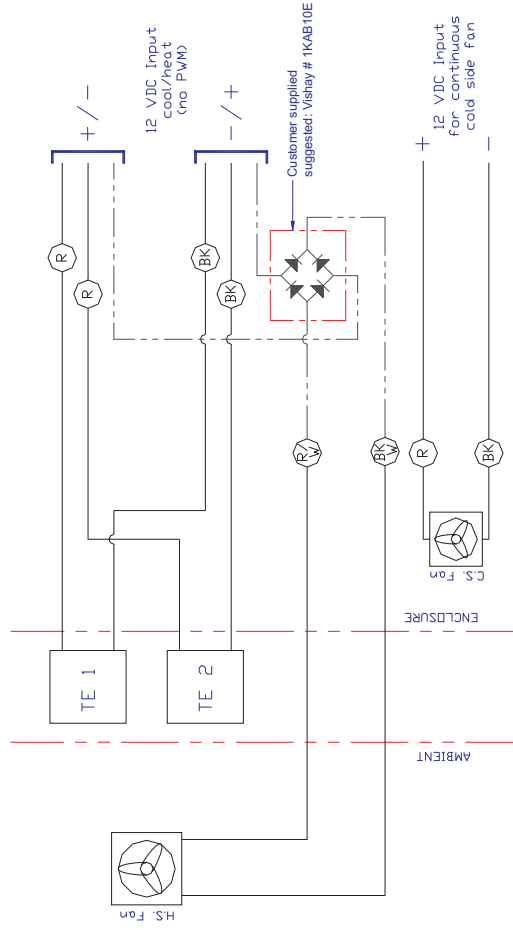 +/-
12 VDC Input
cool/heat
(no PWM)
-/+
Customer supplied
suggested: Vishay # 1KAB10E
+
12 VDC Input
for continuous
cold side fan
-
R
R
BK
BK
R/W
BK/W
R
BK
C.S. Fan
ENCLOSURE
TE 1
TE 2
AMBIENT
H.S. Fan